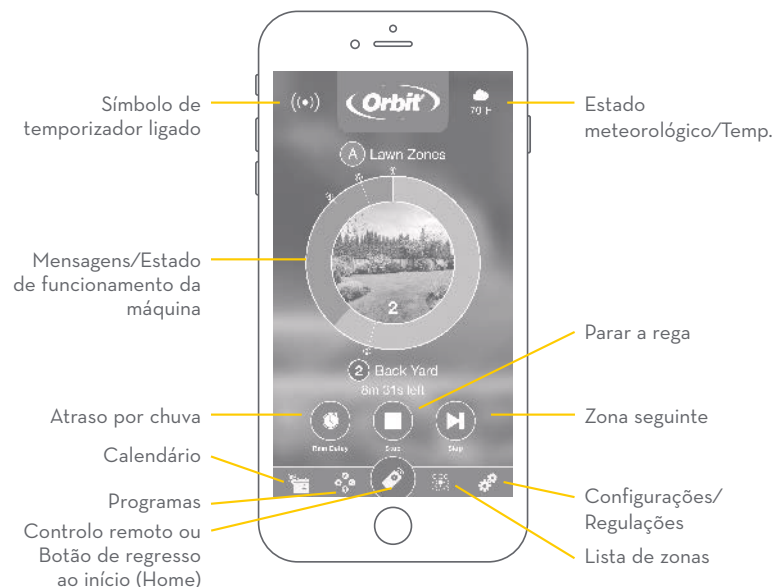 Símbolo de
temporizador ligado
Orbit
70°F
Estado
meteorológico/Temp.
A Lawn Zones
Mensagens/Estado
de funcionamento da
máquina
2
2 Back Yard
8m 31s left
Parar a rega
Atraso por chuva
Rain Delay
Zona seguinte
Calendário
Programas
Controlo remoto ou
Botão de regresso
ao início (Home)
Configurações/
Regulações
Lista de zonas